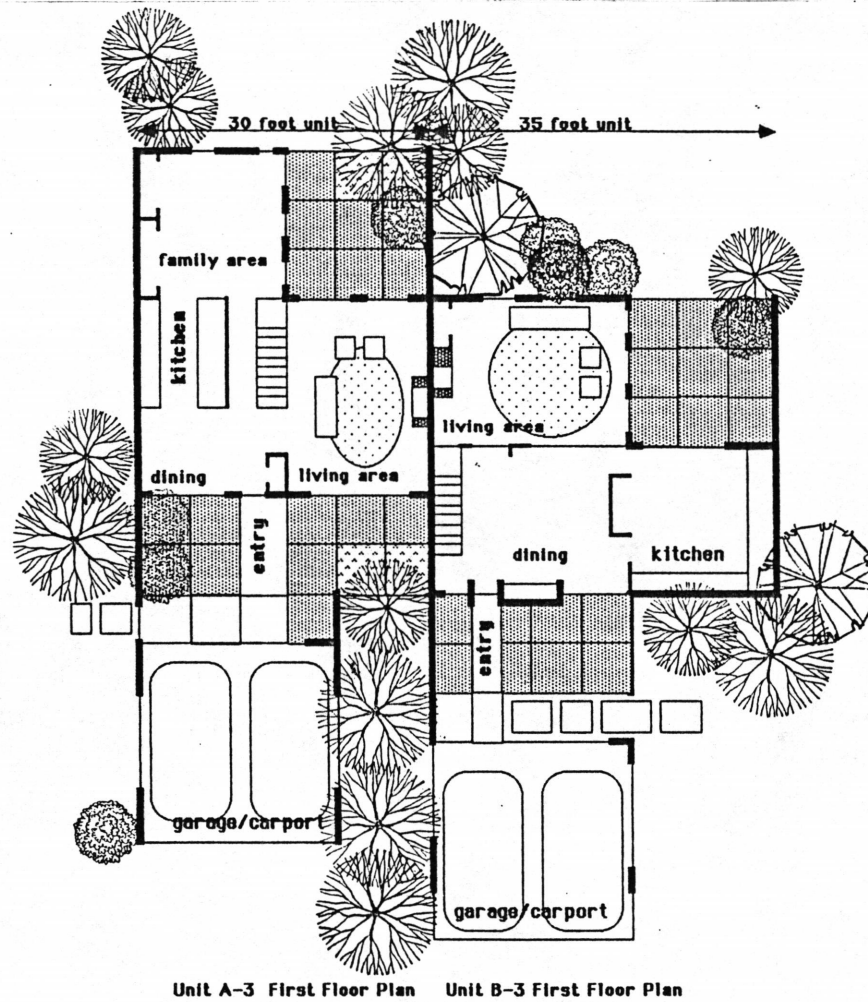 30 foot unit
35 foot unit
family area
kitchen
living area
dining
living area
entry
dining
kitchen
entry
garage/carport
garage/carport
Unit A-3 First Floor Plan
Unit B-3 First Floor Plan